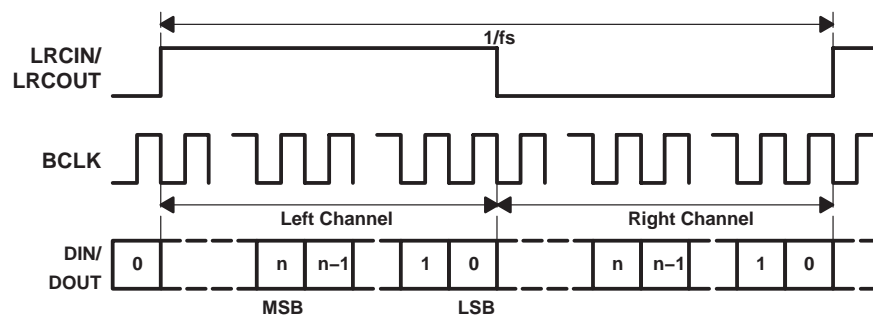 1/fs
LRCIN/
LRCOUT
BCLK
Left Channel Right Channel
DIN/
DOUT
0 n n−1 1 0 n n−1 1 0
MSB LSB